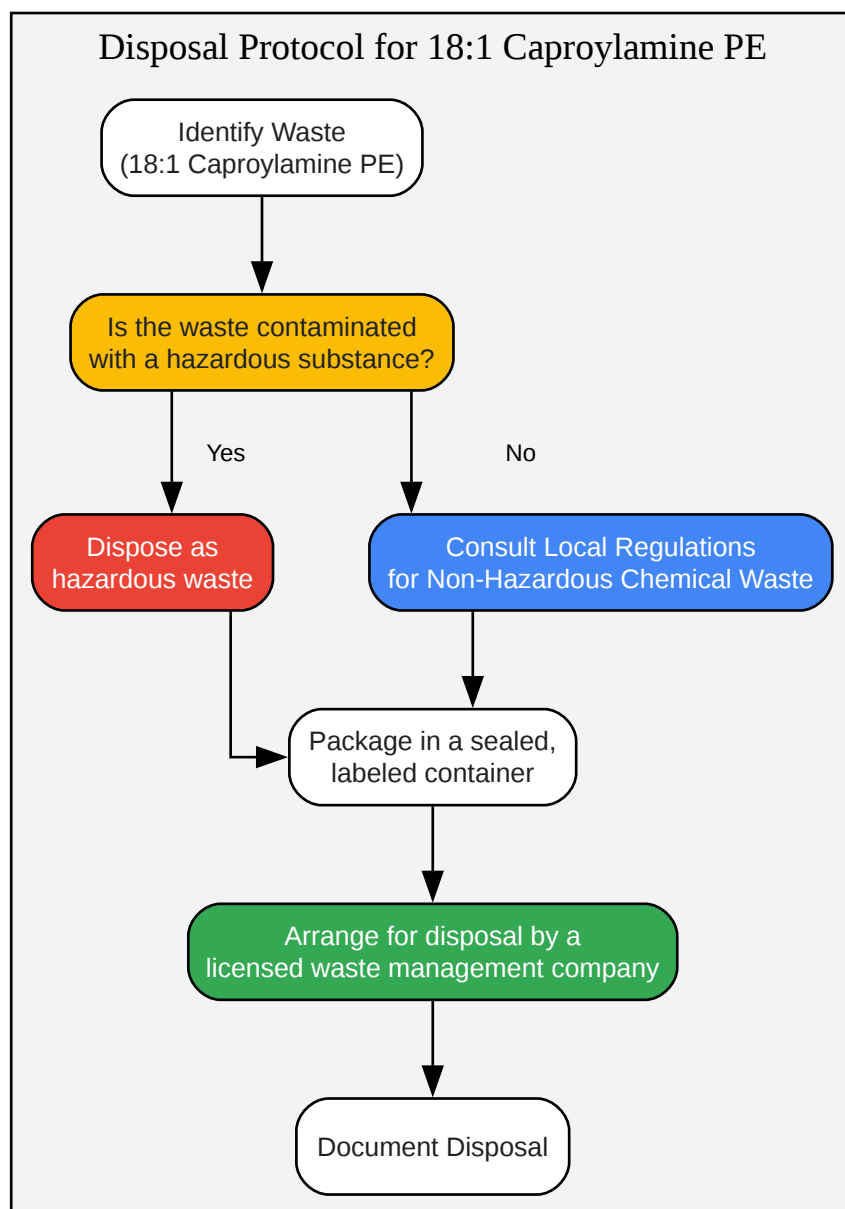 Disposal Protocol for 18:1 Caproylamine PE
Identify Waste
(18:1 Caproylamine PE)
Is the waste contaminated
with a hazardous substance?
Yes
No
Dispose as
hazardous waste
Consult Local Regulations
for Non-Hazardous Chemical Waste
Package in a sealed,
labeled container
Arrange for disposal by a
licensed waste management company
Document Disposal